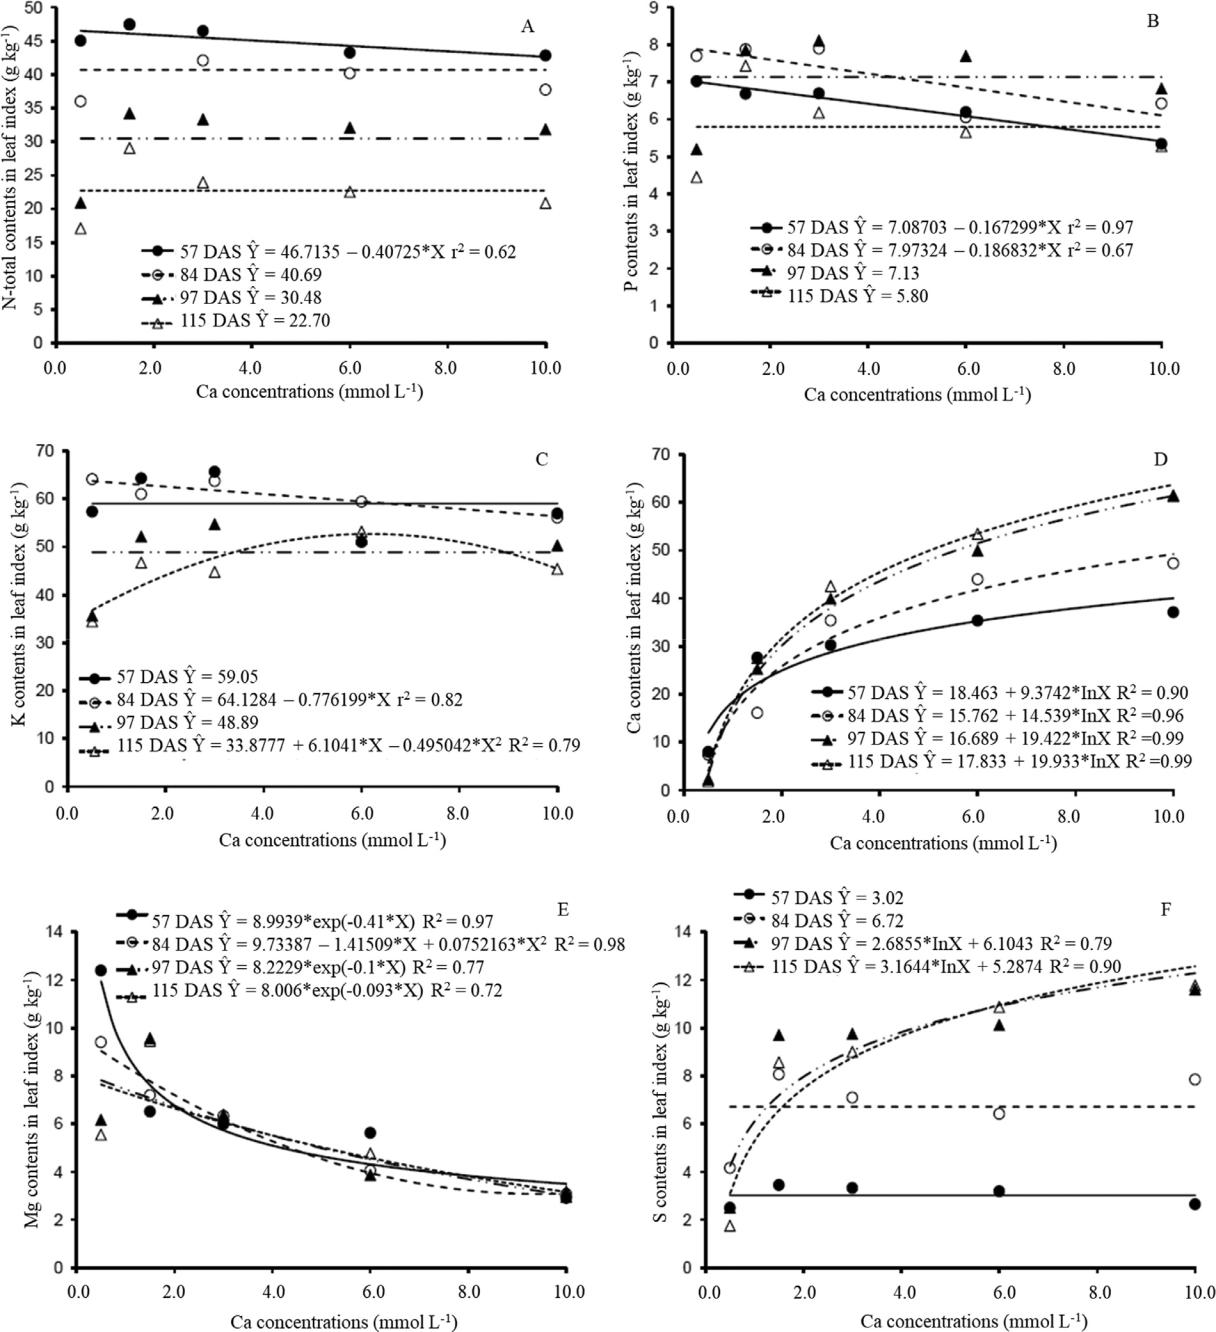 A
N-total contents in leaf index (g kg⁻¹)
50
45
40
35
30
25
20
15
10
5
0
57 DAS Ŷ = 46.7135 – 0.40725*X r² = 0.62
84 DAS Ŷ = 40.69
97 DAS Ŷ = 30.48
115 DAS Ŷ = 22.70
0.0 2.0 4.0 6.0 8.0 10.0
Ca concentrations (mmol L⁻¹)
B
P contents in leaf index (g kg⁻¹)
9
8
7
6
5
4
3
2
1
0
57 DAS Ŷ = 7.08703 – 0.167299*X r² = 0.97
84 DAS Ŷ = 7.97324 – 0.186832*X r² = 0.67
97 DAS Ŷ = 7.13
115 DAS Ŷ = 5.80
0.0 2.0 4.0 6.0 8.0 10.0
Ca concentrations (mmol L⁻¹)
C
K contents in leaf index (g kg⁻¹)
70
60
50
40
30
20
10
0
57 DAS Ŷ = 59.05
84 DAS Ŷ = 64.1284 – 0.776199*X r² = 0.82
97 DAS Ŷ = 48.89
115 DAS Ŷ = 33.8777 + 6.1041*X – 0.495042*X² R² = 0.79
0.0 2.0 4.0 6.0 8.0 10.0
Ca concentrations (mmol L⁻¹)
D
Ca contents in leaf index (g kg⁻¹)
70
60
50
40
30
20
10
0
57 DAS Ŷ = 18.463 + 9.3742*InX R² = 0.90
84 DAS Ŷ = 15.762 + 14.539*InX R² =0.96
97 DAS Ŷ = 16.689 + 19.422*InX R² =0.99
115 DAS Ŷ = 17.833 + 19.933*InX R² =0.99
0.0 2.0 4.0 6.0 8.0 10.0
Ca concentrations (mmol L⁻¹)
E
57 DAS Ŷ = 8.9939*exp(-0.41*X) R² = 0.97
84 DAS Ŷ = 9.73387 – 1.41509*X + 0.0752163*X² R² = 0.98
97 DAS Ŷ = 8.2229*exp(-0.1*X) R² = 0.77
115 DAS Ŷ = 8.006*exp(-0.093*X) R² = 0.72
Mg contents in leaf index (g kg⁻¹)
14
12
10
8
6
4
2
0
0.0 2.0 4.0 6.0 8.0 10.0
Ca concentrations (mmol L⁻¹)
F
57 DAS Ŷ = 3.02
84 DAS Ŷ = 6.72
97 DAS Ŷ = 2.6855*InX + 6.1043 R² = 0.79
115 DAS Ŷ = 3.1644*InX + 5.2874 R² = 0.90
S contents in leaf index (g kg⁻¹)
14
12
10
8
6
4
2
0
0.0 2.0 4.0 6.0 8.0 10.0
Ca concentrations (mmol L⁻¹)